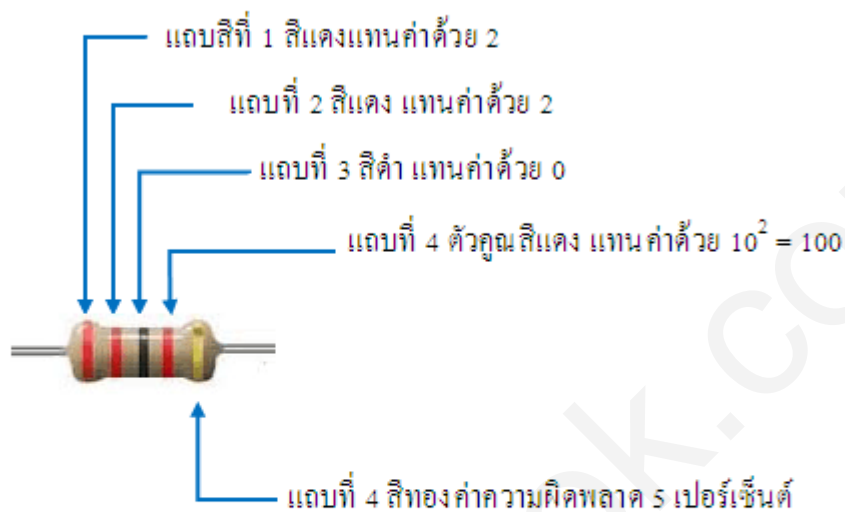 แถบสีที่ 1 สีแดงแทนค่าด้วย 2
แถบที่ 2 สีแดง แทนค่าด้วย 2
แถบที่ 3 สีดำ แทนค่าด้วย 0
แถบที่ 4 ตัวคูณสีแดง แทนค่าด้วย 10² = 100
แถบที่ 4 สีทองค่าความผิดพลาด 5 เปอร์เซ็นต์